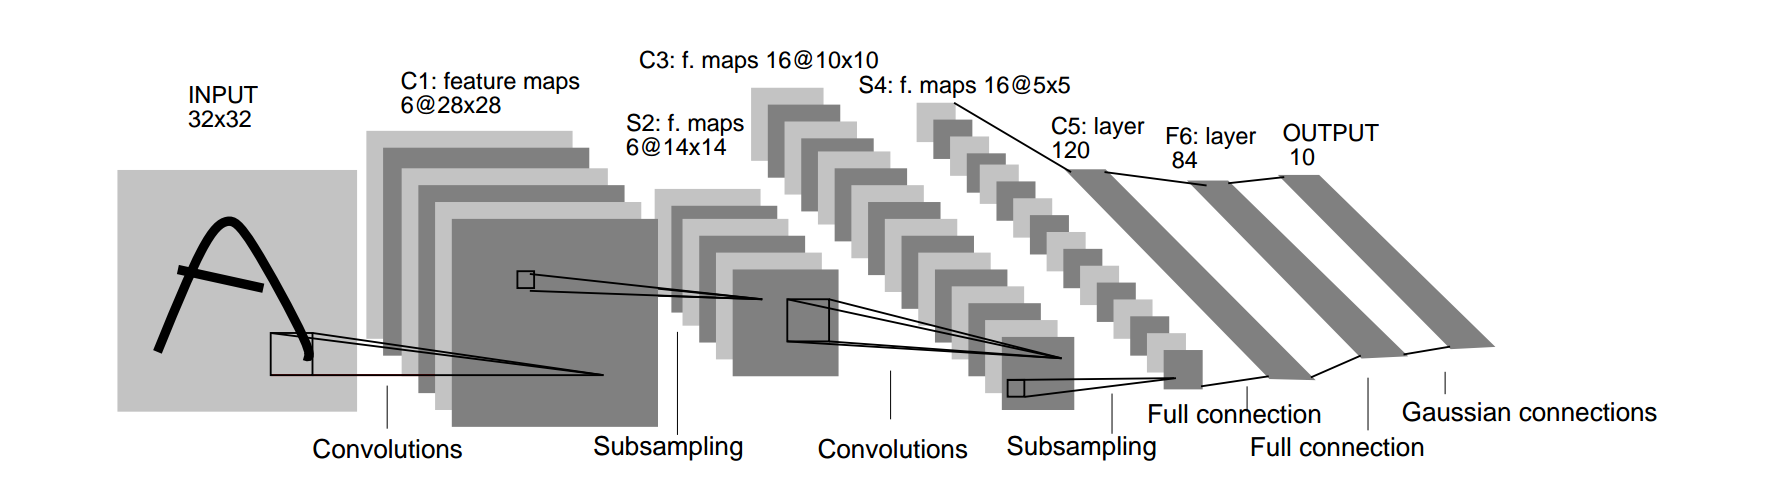 INPUT
32x32
C1: feature maps
6@28x28
S2: f. maps
6@14x14
C3: f. maps 16@10x10
S4: f. maps 16@5x5
C5: layer
120
F6: layer
84
OUTPUT
10
Convolutions
Subsampling
Convolutions
Subsampling
Full connection
Full connection
Gaussian connections